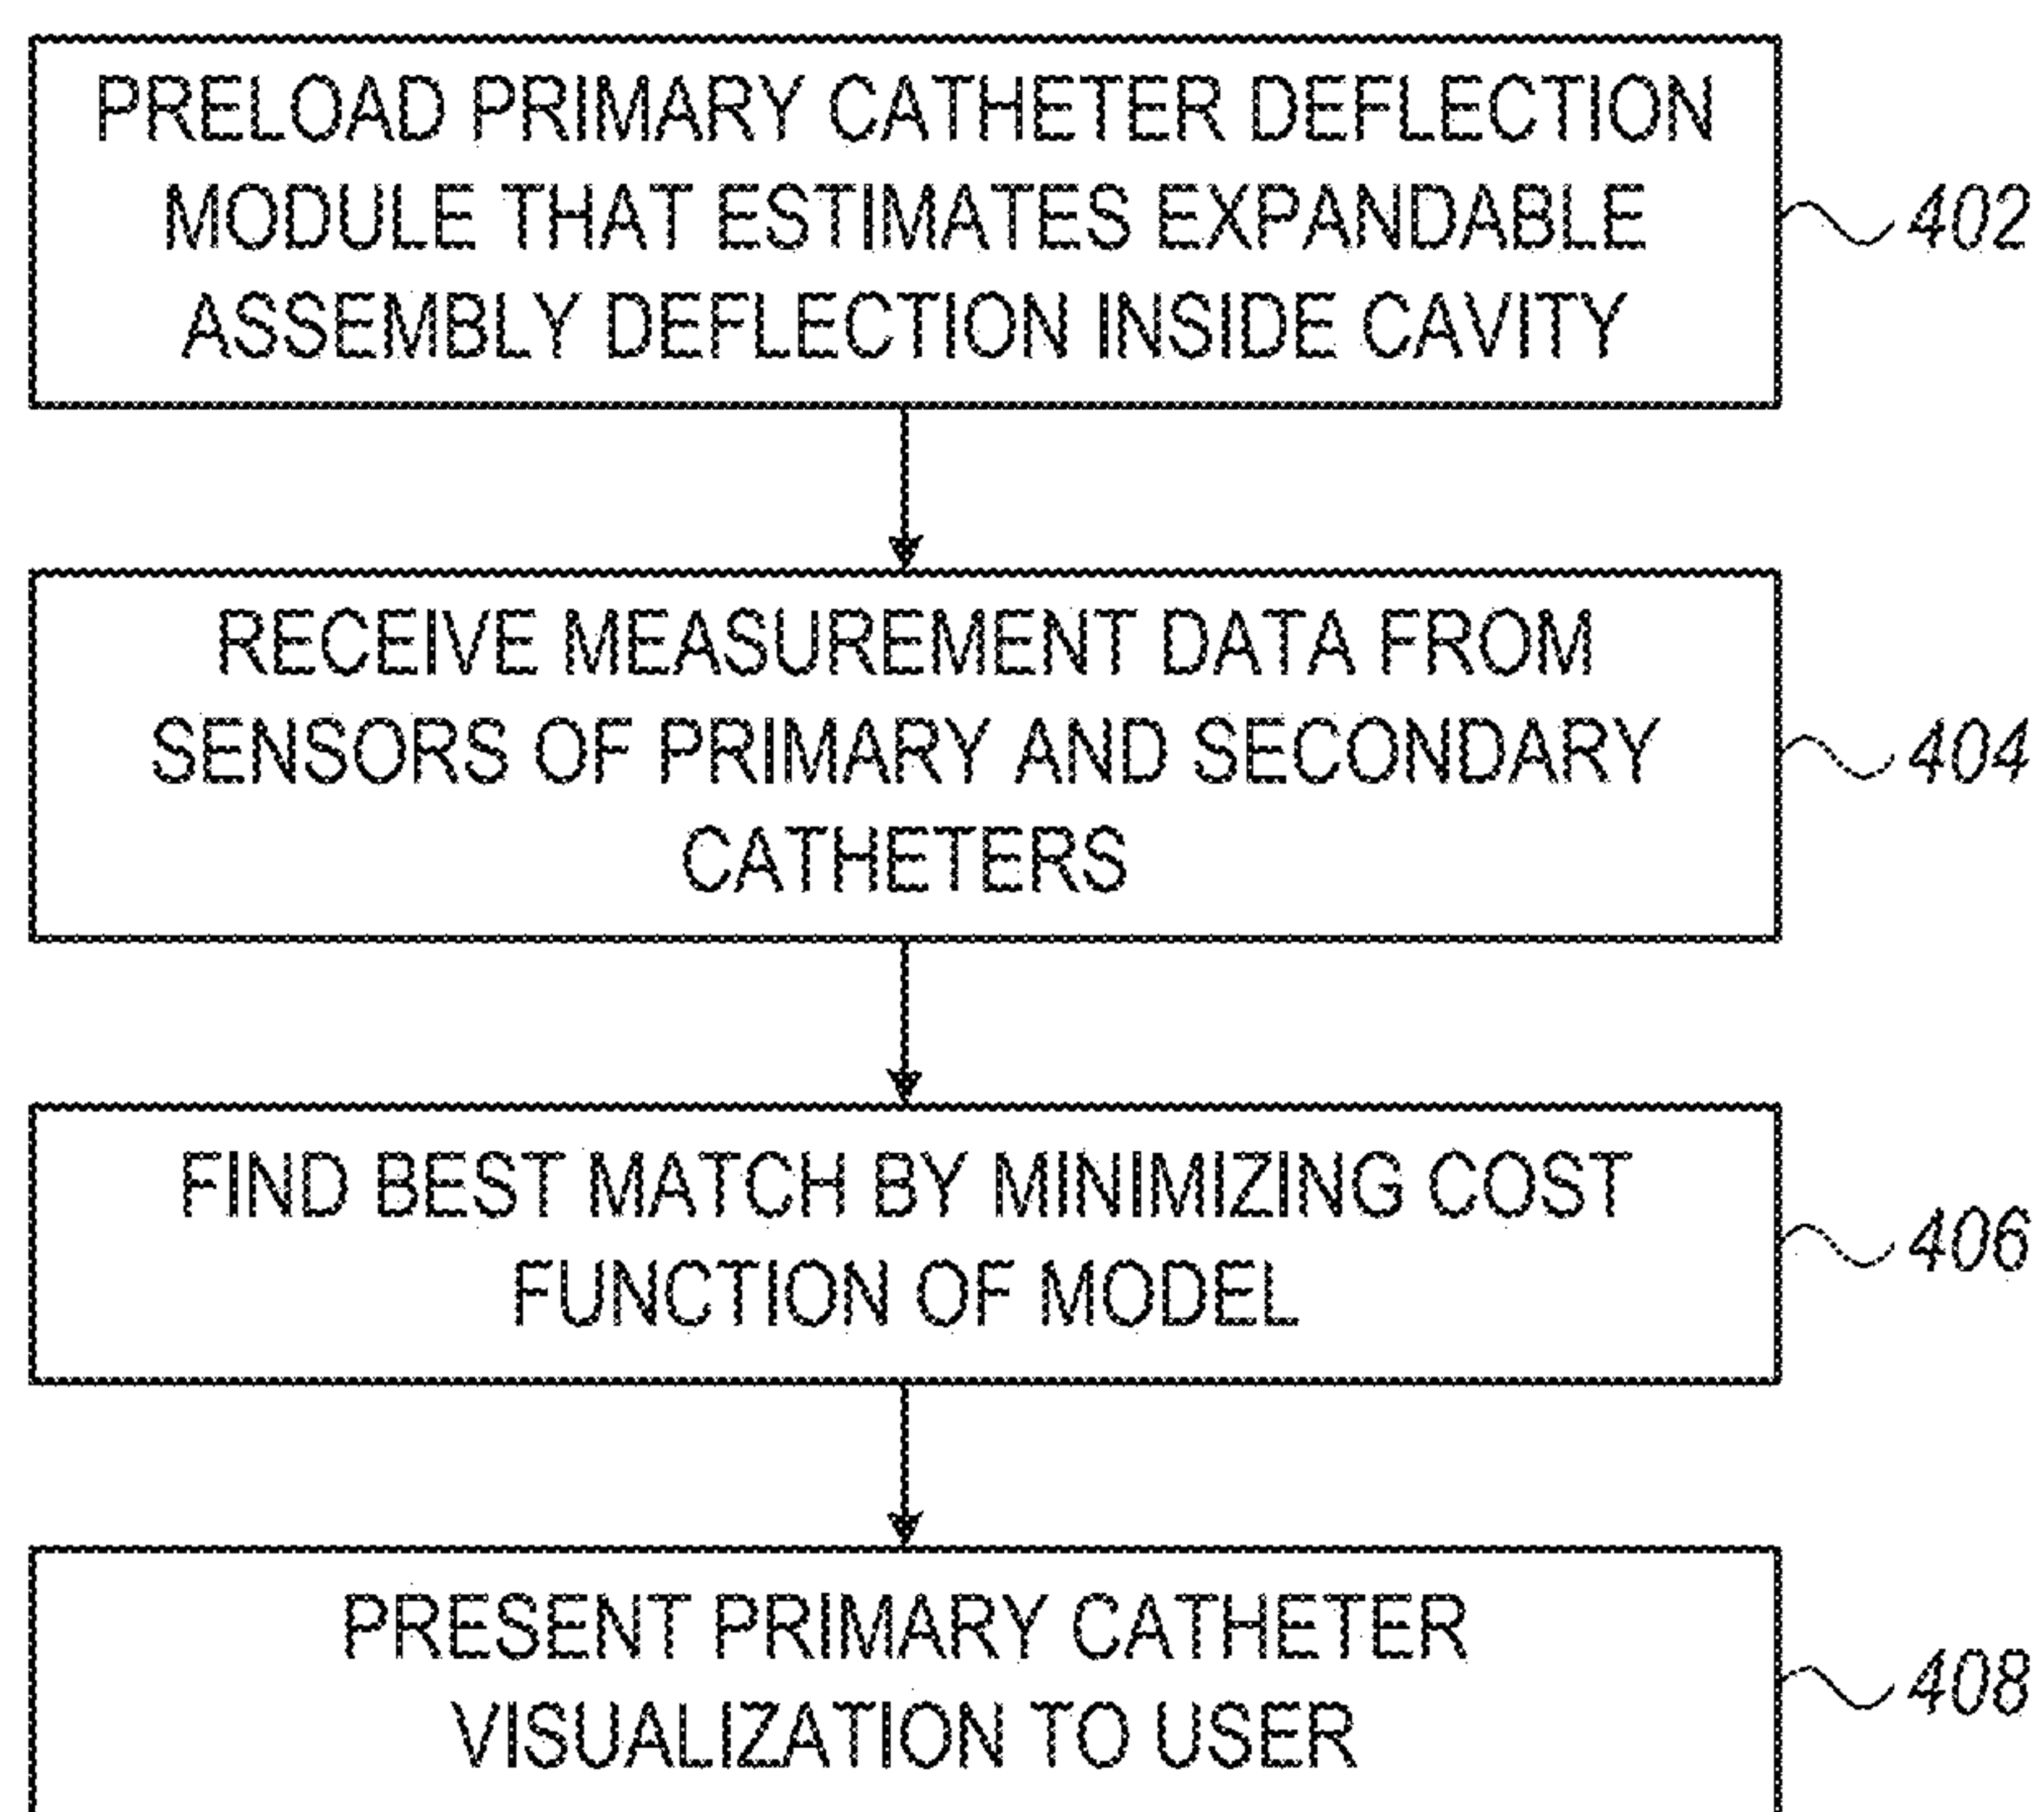 PRELOAD PRIMARY CATHETER DEFLECTION
MODULE THAT ESTIMATES EXPANDABLE
ASSEMBLY DEFLECTION INSIDE CAVITY
402
RECEIVE MEASUREMENT DATA FROM
SENSORS OF PRIMARY AND SECONDARY
CATHETERS
404
FIND BEST MATCH BY MINIMIZING COST
FUNCTION OF MODEL
406
PRESENT PRIMARY CATHETER
VISUALIZATION TO USER
408